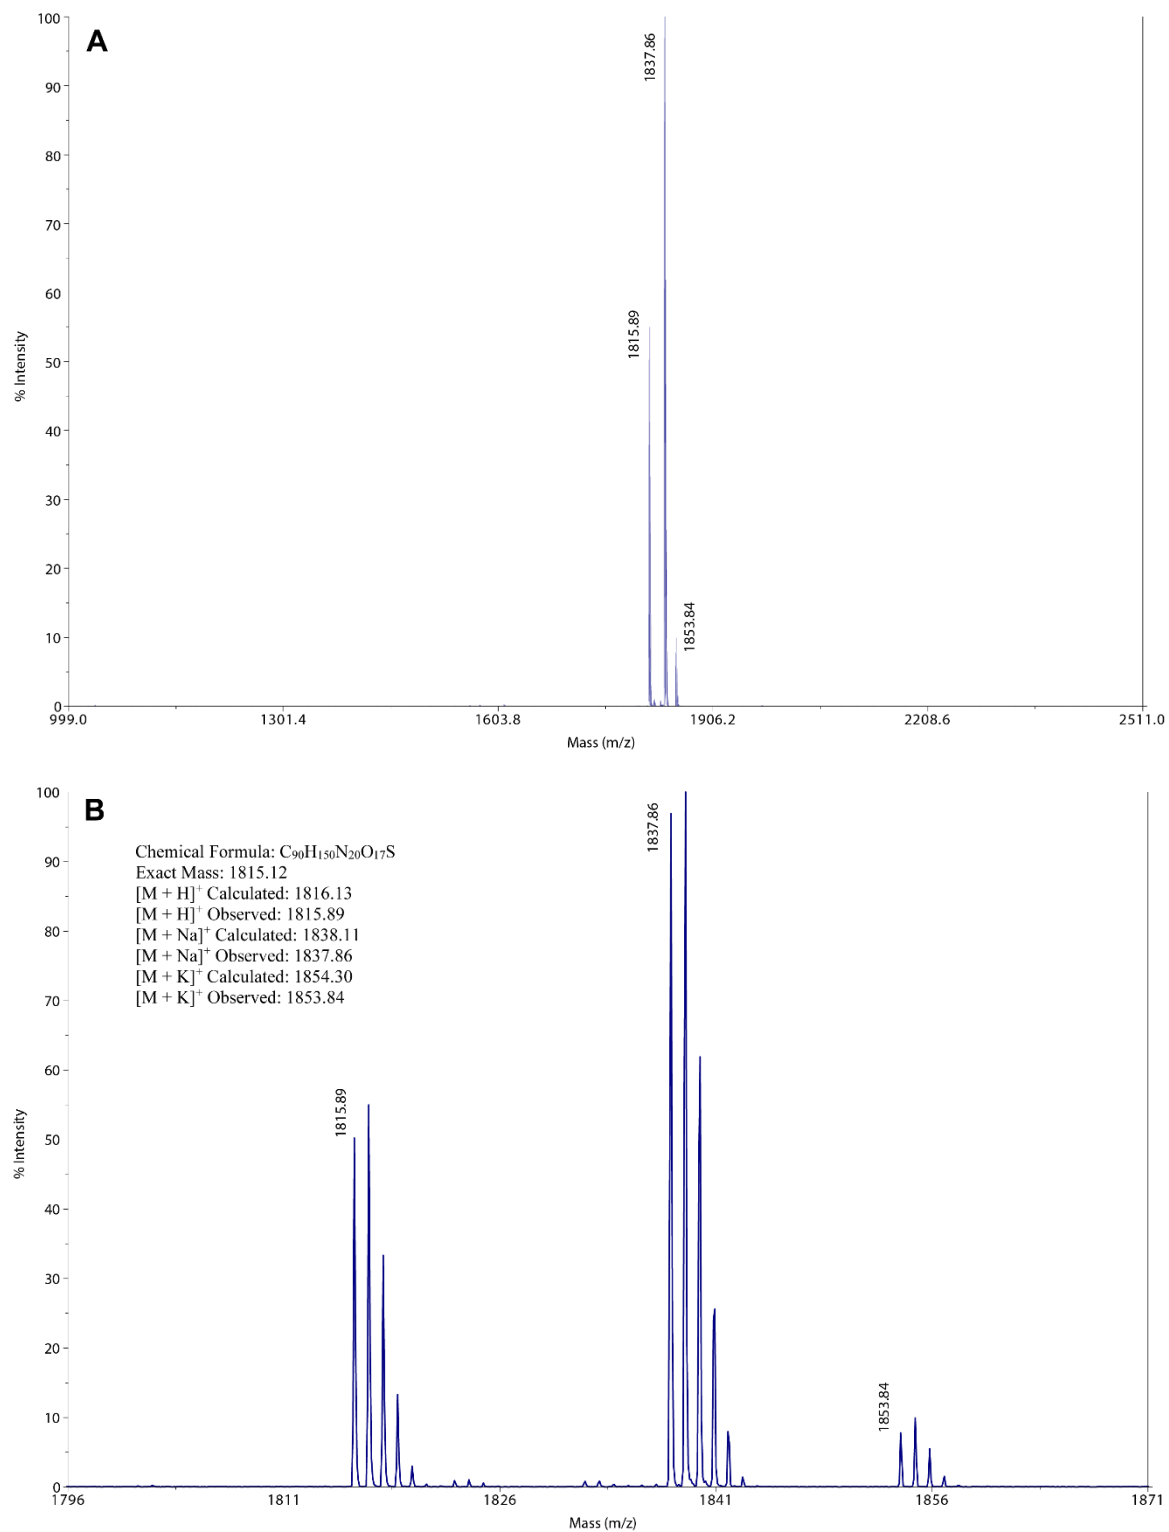 A
100
90
80
70
60
50
40
30
20
10
0
% Intensity
1837.86
1815.89
1853.84
999.0 1301.4 1603.8 1906.2 2208.6 2511.0
Mass (m/z)
B
100
90
80
70
60
50
40
30
20
10
0
% Intensity
Chemical Formula: C₉₀H₁₅₀N₂₀O₁₇S
Exact Mass: 1815.12
[M + H]⁺ Calculated: 1816.13
[M + H]⁺ Observed: 1815.89
[M + Na]⁺ Calculated: 1838.11
[M + Na]⁺ Observed: 1837.86
[M + K]⁺ Calculated: 1854.30
[M + K]⁺ Observed: 1853.84
1837.86
1815.89
1853.84
1796 1811 1826 1841 1856 1871
Mass (m/z)